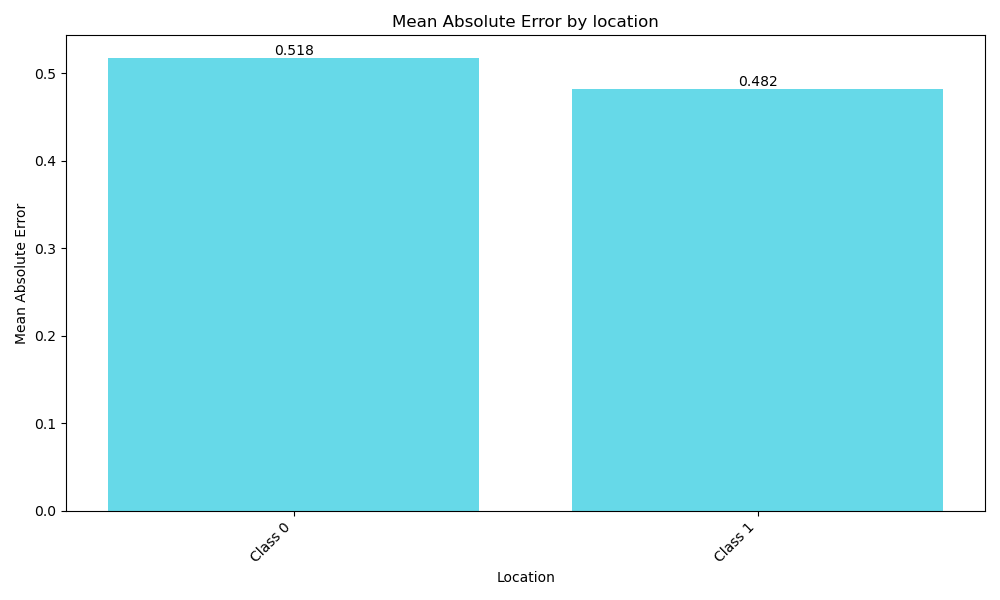 Mean Absolute Error by location
0.518
0.482
0.5
0.4
0.3
0.2
0.1
0.0
Mean Absolute Error
Class 0
Class 1
Location